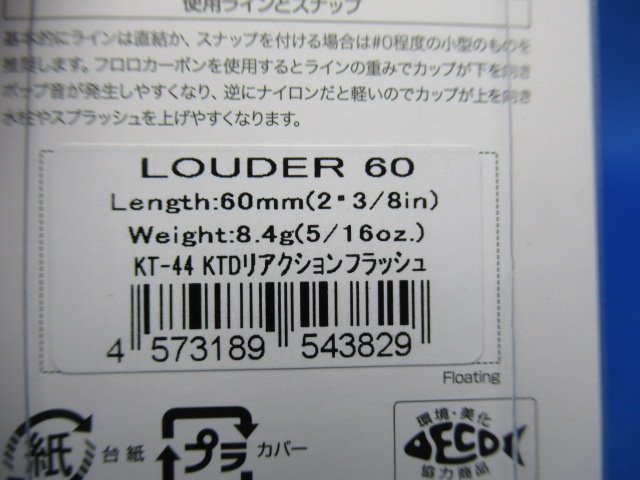 使用ラインとスナップ
基本的にラインは直結か、スナップを付ける場合は#0程度の小型のものを
推奨します。フロロカーボンを使用するとラインの重みでカップが下を向き
ポップ音が発生しやすくなり、逆にナイロンだと軽いのでカップが上を向き
水柱やスプラッシュを上げやすくなります。
LOUDER 60
Length:60mm(2・3/8in)
Weight:8.4g(5/16oz.)
KT-44 KTDリアクションフラッシュ
4 573189 543829
Floating
紙 台紙 プラ カバー
環境・美化
DECOK
協力商品